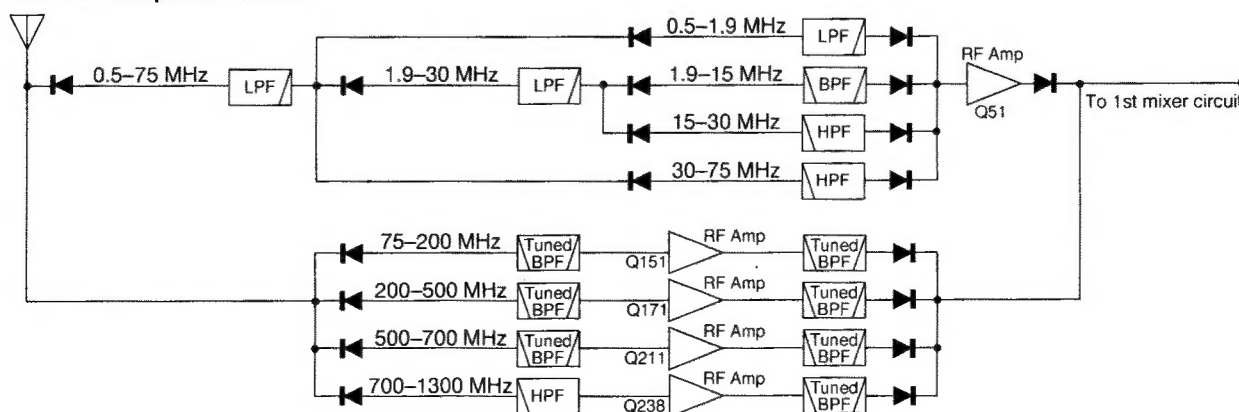 0.5–1.9 MHz LPF
RF Amp
0.5–75 MHz LPF 1.9–30 MHz LPF 1.9–15 MHz BPF
Q51
To 1st mixer circuit
15–30 MHz HPF
30–75 MHz HPF
75–200 MHz Tuned BPF Q151 RF Amp Tuned BPF
200–500 MHz Tuned BPF Q171 RF Amp Tuned BPF
500–700 MHz Tuned BPF Q211 RF Amp Tuned BPF
700–1300 MHz HPF Q238 RF Amp Tuned BPF